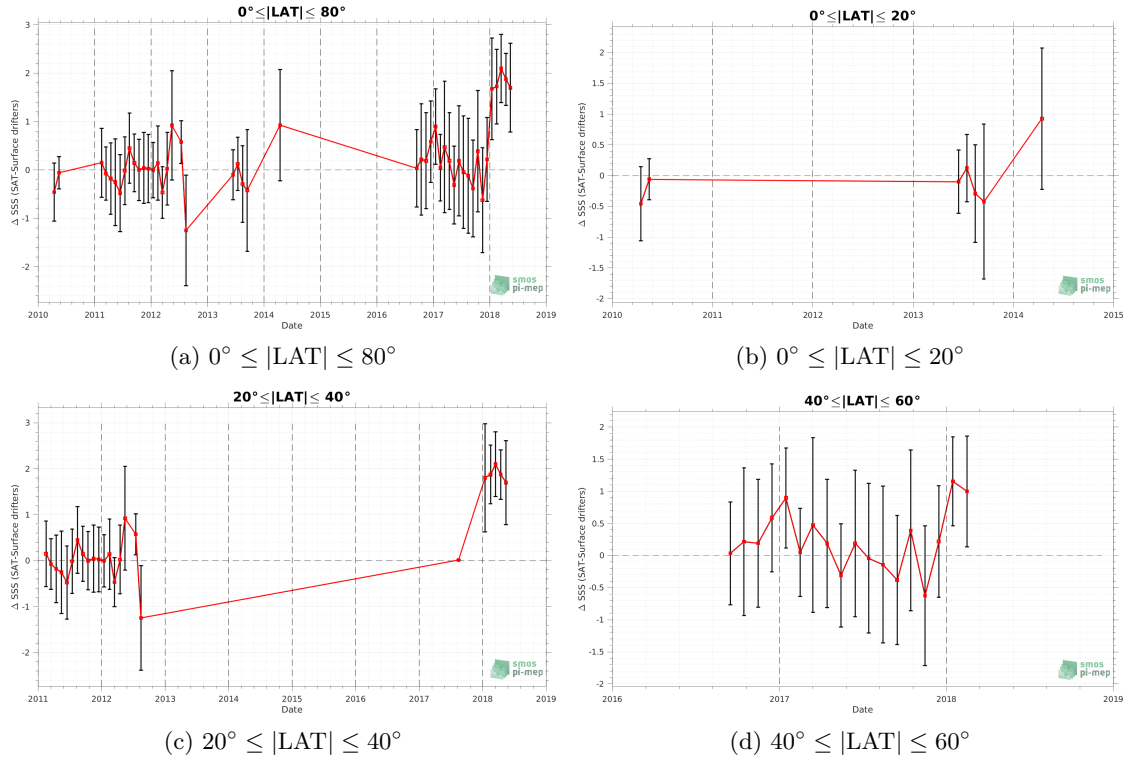 0°≤|LAT|≤ 80°
3
2
1
0
-1
-2
Δ SSS (SAT-Surface drifters)
2010 2011 2012 2013 2014 2015 2016 2017 2018 2019
Date
smos
pi-mep
(a) 0° ≤ |LAT| ≤ 80°
0°≤|LAT|≤ 20°
2
1.5
1
0.5
0
-0.5
-1
-1.5
-2
Δ SSS (SAT-Surface drifters)
2010 2011 2012 2013 2014 2015
Date
smos
pi-mep
(b) 0° ≤ |LAT| ≤ 20°
20°≤|LAT|≤ 40°
3
2
1
0
-1
-2
Δ SSS (SAT-Surface drifters)
2011 2012 2013 2014 2015 2016 2017 2018 2019
Date
smos
pi-mep
(c) 20° ≤ |LAT| ≤ 40°
40°≤|LAT|≤ 60°
2
1.5
1
0.5
0
-0.5
-1
-1.5
-2
Δ SSS (SAT-Surface drifters)
2016 2017 2018 2019
Date
smos
pi-mep
(d) 40° ≤ |LAT| ≤ 60°